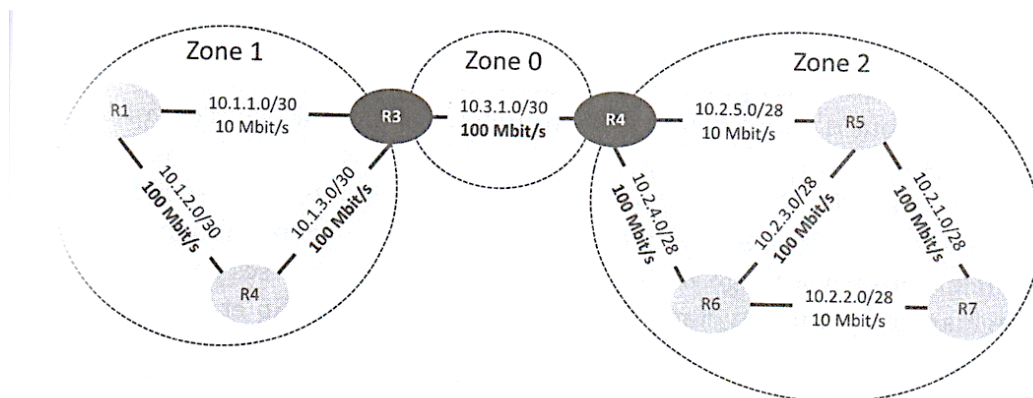 Zone 1
Zone 0
Zone 2
R1
10.1.1.0/30
10 Mbit/s
R3
10.3.1.0/30
100 Mbit/s
R4
10.2.5.0/28
10 Mbit/s
R5
10.1.2.0/30
100 Mbit/s
10.1.3.0/30
100 Mbit/s
10.2.4.0/28
100 Mbit/s
10.2.3.0/28
100 Mbit/s
10.2.1.0/28
100 Mbit/s
R4
R6
10.2.2.0/28
10 Mbit/s
R7